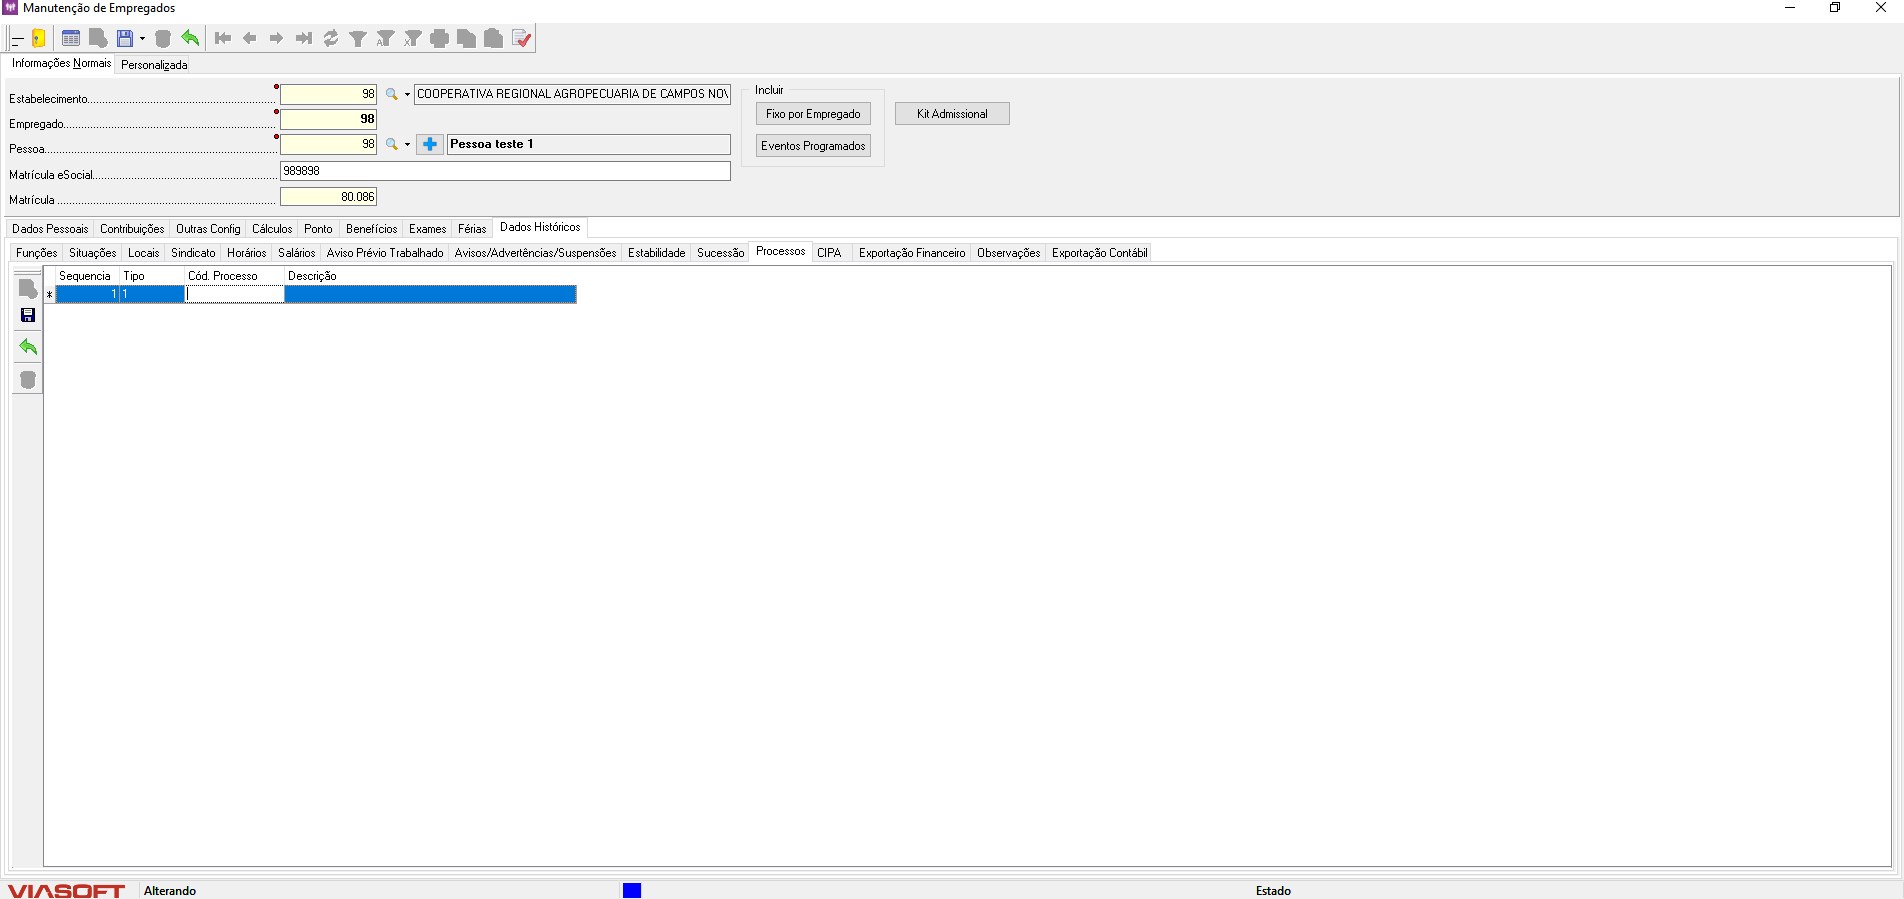 Manutenção de Empregados
Informações Normais Personalizada
Estabelecimento 98 COOPERATIVA REGIONAL AGROPECUARIA DE CAMPOS NOV
Empregado 98
Pessoa 98 Pessoa teste 1
Matrícula eSocial 989898
Matrícula 80.086
Incluir
Fixo por Empregado
Eventos Programados
Kit Admissional
Dados Pessoais Contribuições Outras Config Cálculos Ponto Benefícios Exames Férias Dados Históricos
Funções Situações Locais Sindicato Horários Salários Aviso Prévio Trabalhado Avisos/Advertências/Suspensões Estabilidade Sucessão Processos CIPA Exportação Financeiro Observações Exportação Contábil
Sequencia Tipo Cód. Processo Descrição
* 1 1
VIASOFT Alterando Estado